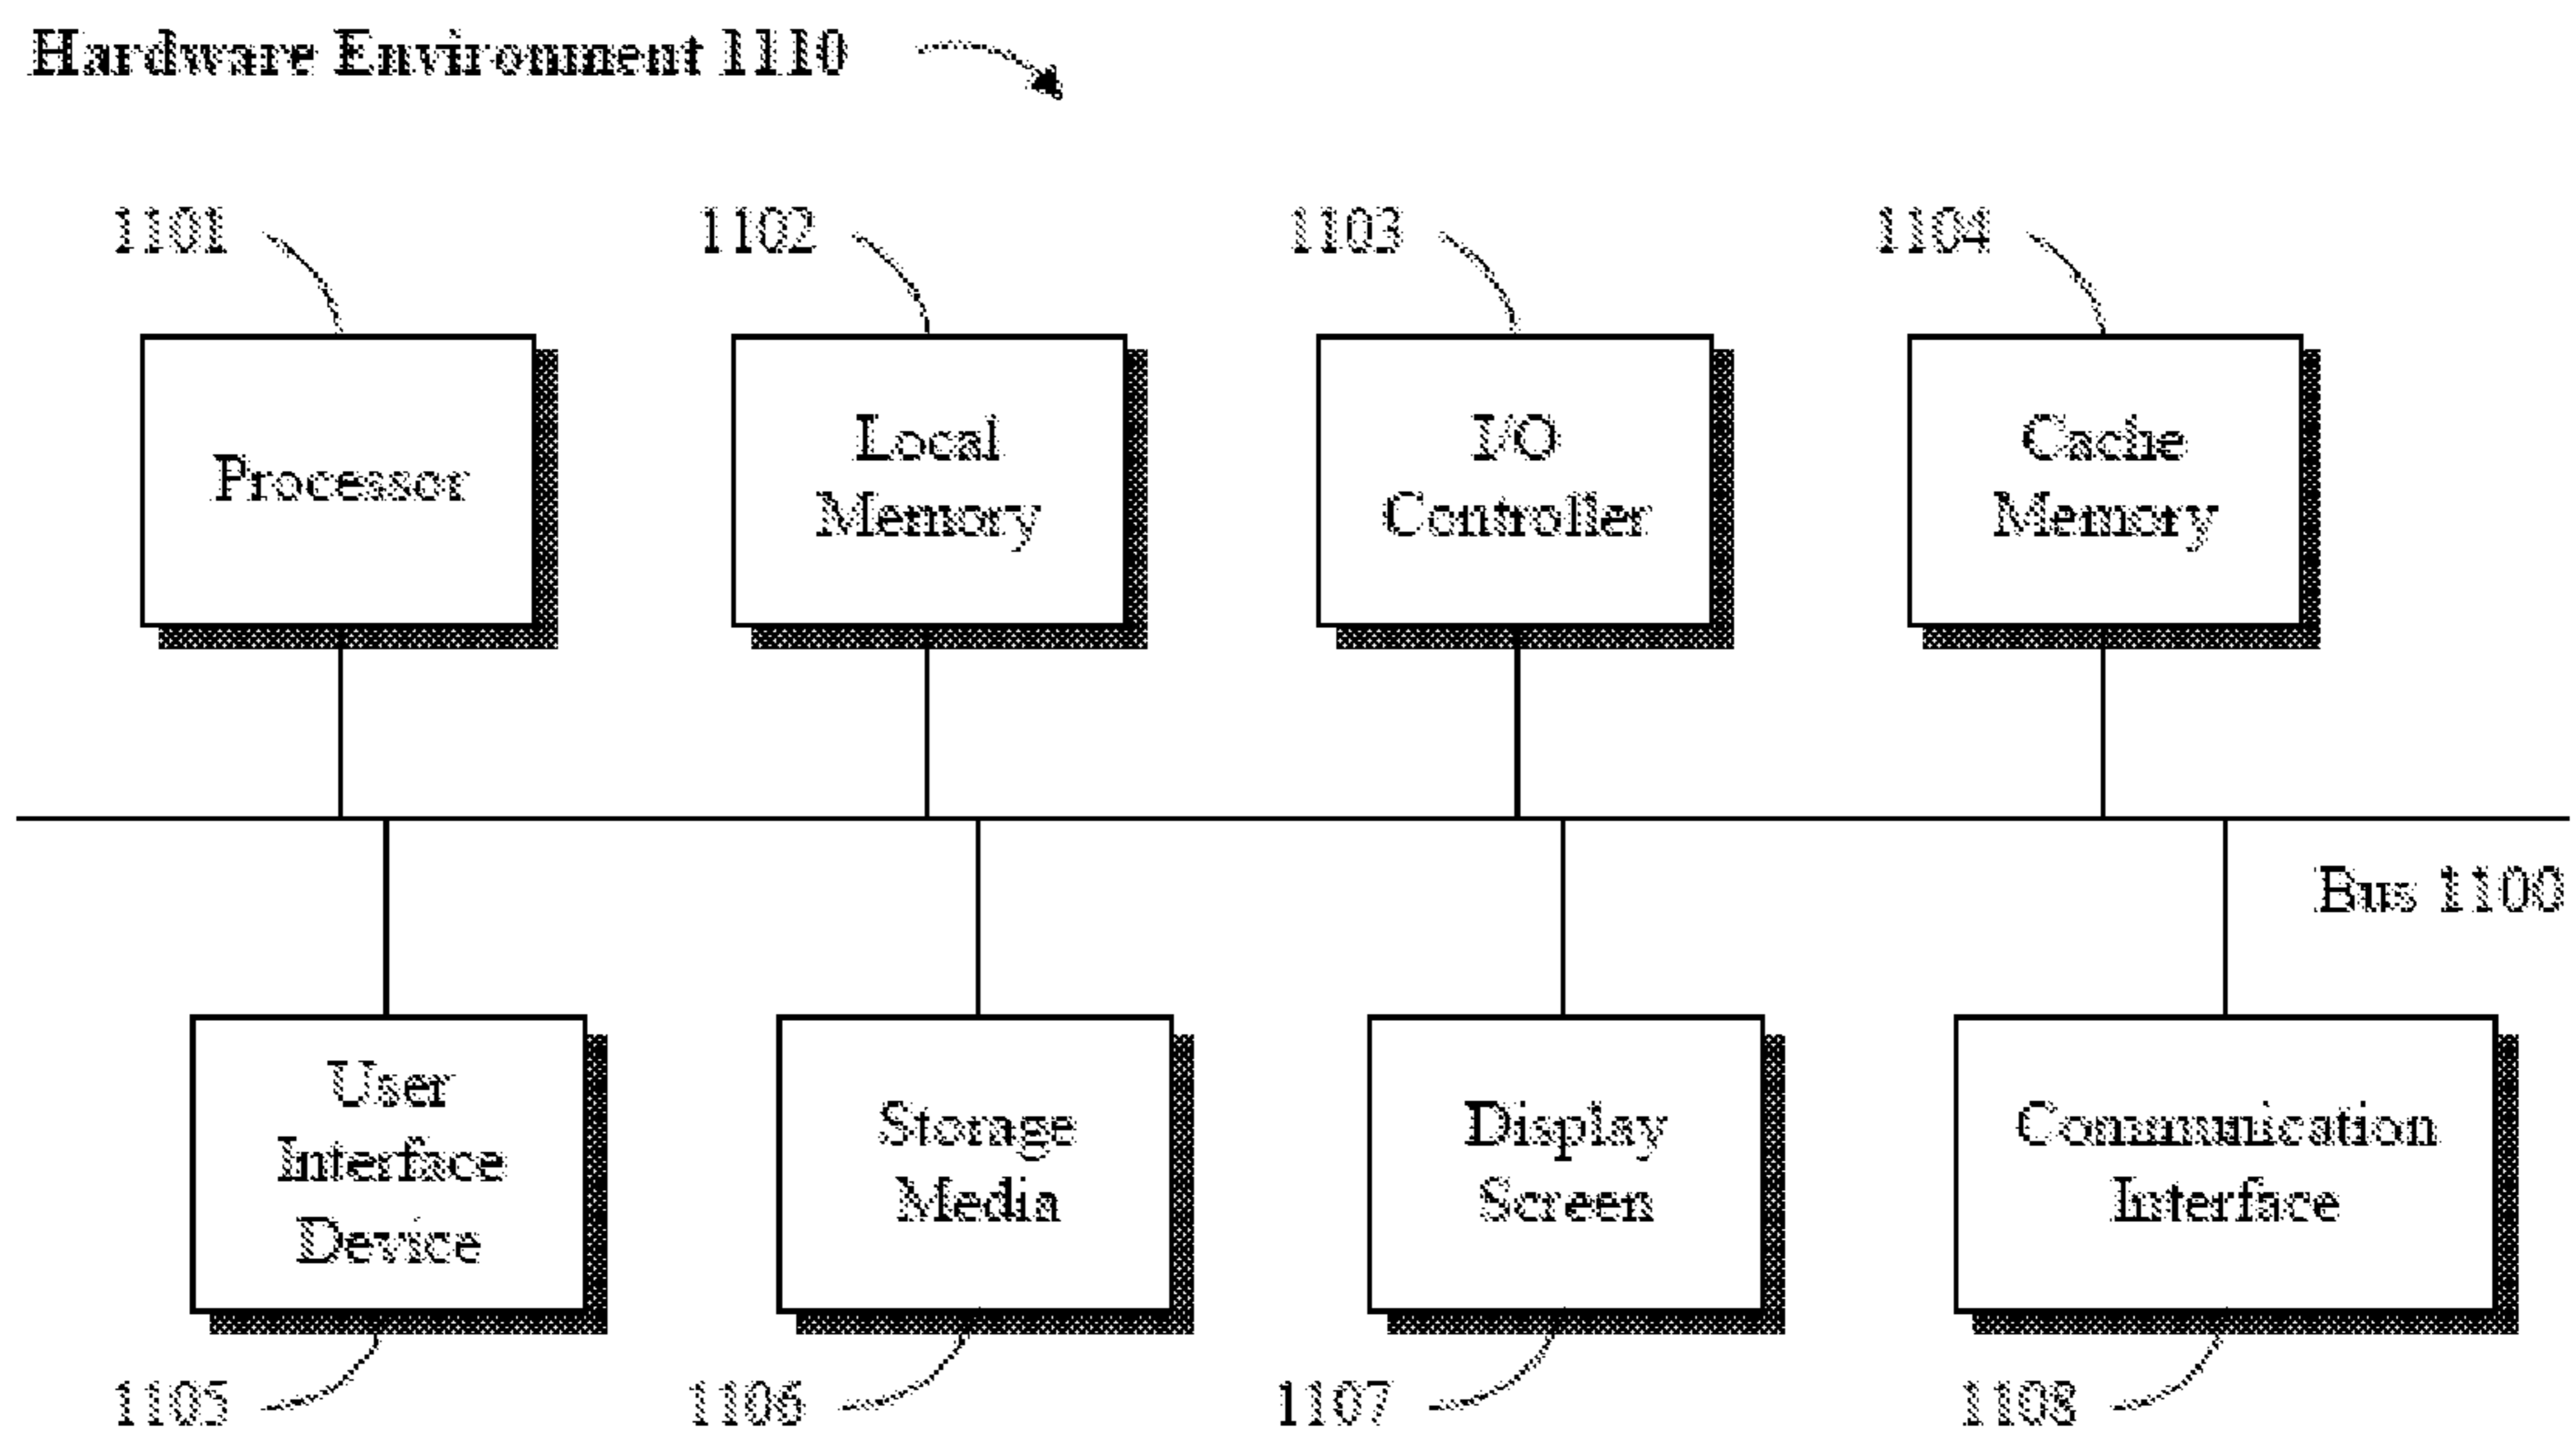 Hardware Environment 1110
1101
1102
1103
1104
Processor
Local
Memory
I/O
Controller
Cache
Memory
Bus 1100
User
Interface
Device
Storage
Media
Display
Screen
Communication
Interface
1105
1106
1107
1108